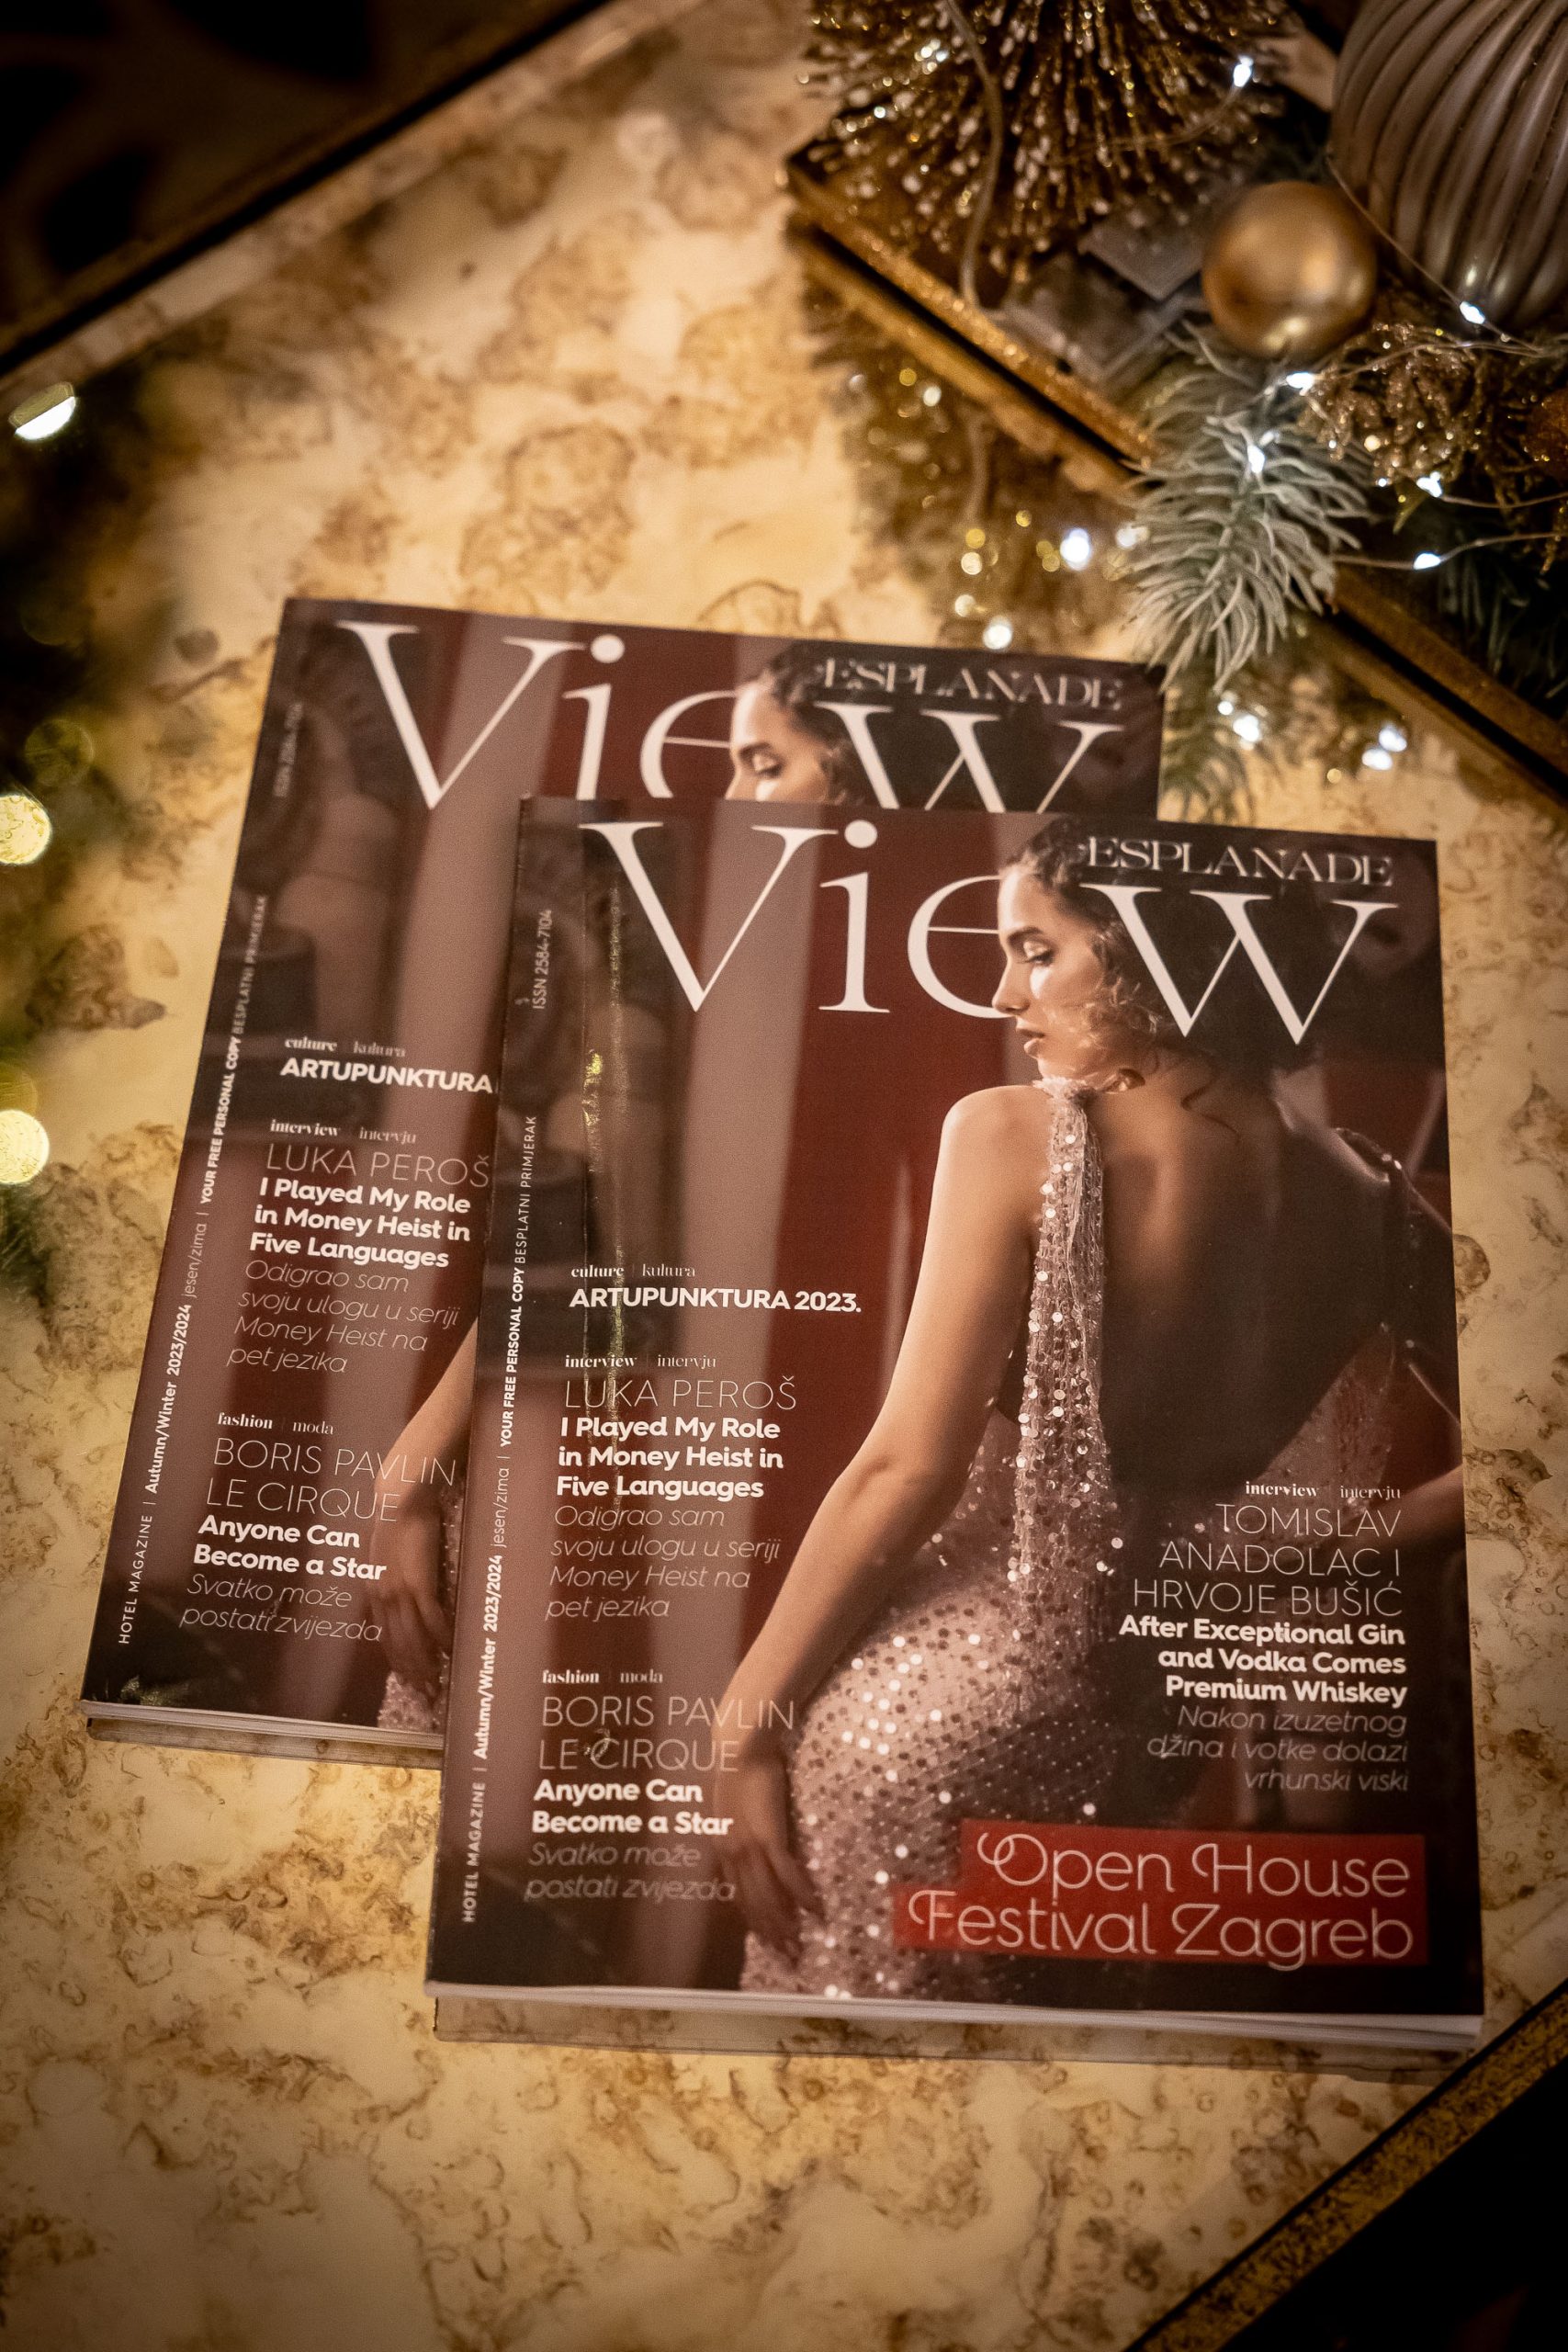 View
ESPLANADE
HOTEL MAGAZINE | Autumn/Winter 2023/2024 jesen/zima | YOUR FREE PERSONAL COPY BESPLATNI PRIMJERAK
culture | kultura
ARTUPUNKTURA
interview | intervju
LUKA PEROŠ
I Played My Role
in Money Heist in
Five Languages
Odigrao sam
svoju ulogu u seriji
Money Heist na
pet jezika
fashion | moda
BORIS PAVLIN
LE CIRQUE
Anyone Can
Become a Star
Svatko može
postati zvijezda
View
ESPLANADE
ISSN 2584-7104
HOTEL MAGAZINE | Autumn/Winter 2023/2024 jesen/zima | YOUR FREE PERSONAL COPY BESPLATNI PRIMJERAK
culture | kultura
ARTUPUNKTURA 2023.
interview | intervju
LUKA PEROŠ
I Played My Role
in Money Heist in
Five Languages
Odigrao sam
svoju ulogu u seriji
Money Heist na
pet jezika
fashion | moda
BORIS PAVLIN
LE CIRQUE
Anyone Can
Become a Star
Svatko može
postati zvijezda
interview | intervju
TOMISLAV
ANADOLAC I
HRVOJE BUŠIĆ
After Exceptional Gin
and Vodka Comes
Premium Whiskey
Nakon izuzetnog
džina i votke dolazi
vrhunski viski
Open House
Festival Zagreb